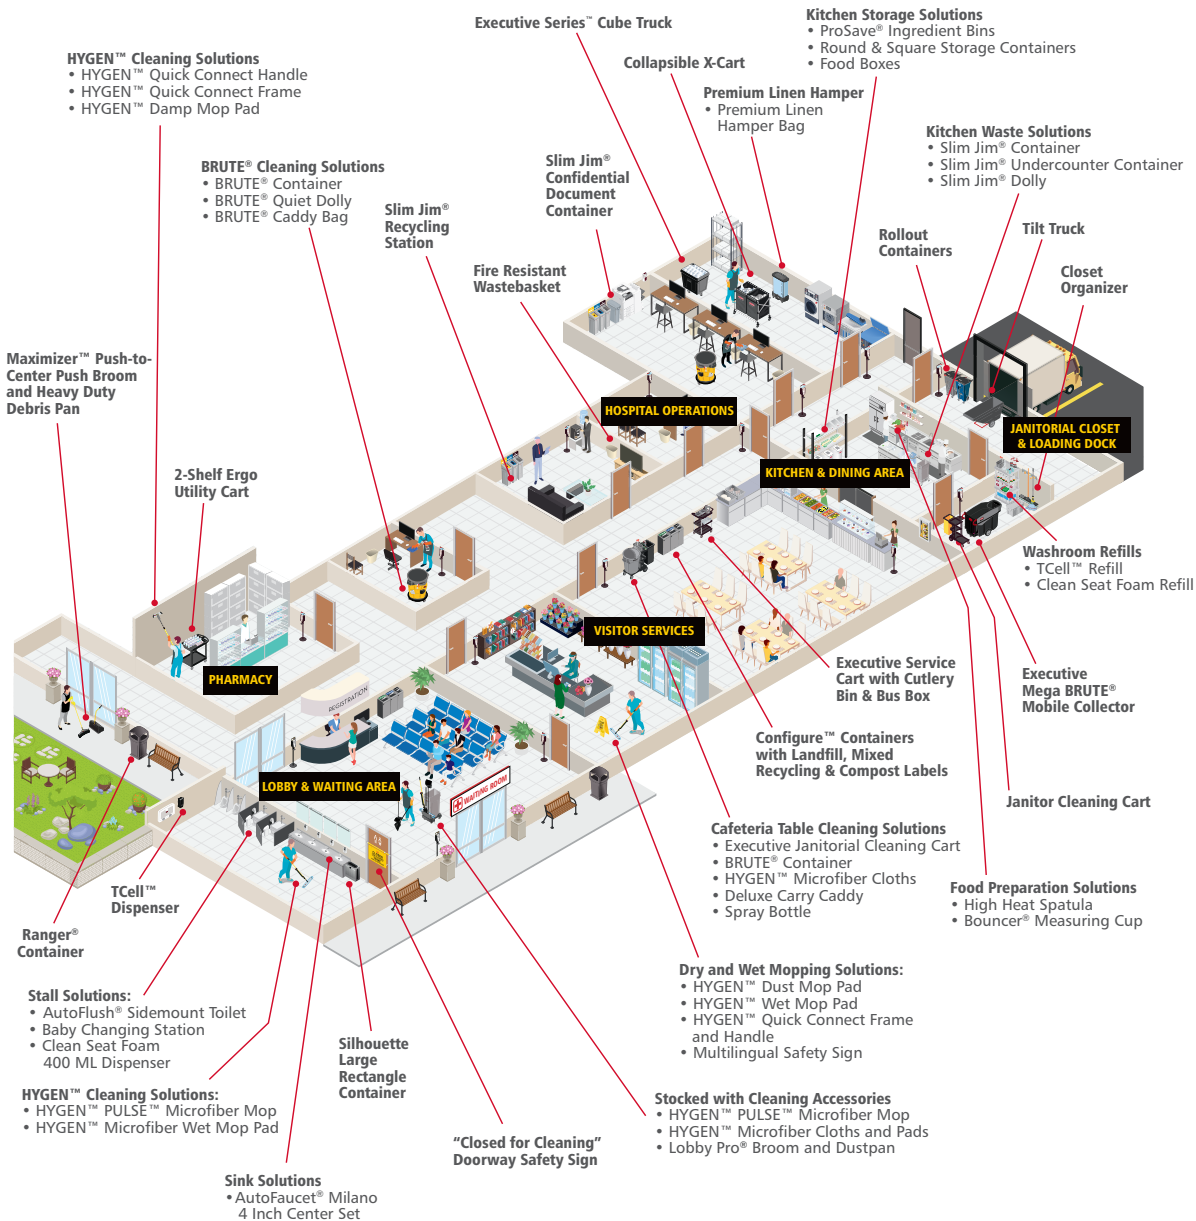 Executive Series™ Cube Truck
Kitchen Storage Solutions
• ProSave® Ingredient Bins
• Round & Square Storage Containers
• Food Boxes
HYGEN™ Cleaning Solutions
• HYGEN™ Quick Connect Handle
• HYGEN™ Quick Connect Frame
• HYGEN™ Damp Mop Pad
Collapsible X-Cart
Premium Linen Hamper
• Premium Linen
Hamper Bag
Kitchen Waste Solutions
• Slim Jim® Container
• Slim Jim® Undercounter Container
• Slim Jim® Dolly
BRUTE® Cleaning Solutions
• BRUTE® Container
• BRUTE® Quiet Dolly
• BRUTE® Caddy Bag
Slim Jim®
Confidential
Document
Container
Slim Jim®
Recycling
Station
Rollout
Containers
Tilt Truck
Fire Resistant
Wastebasket
Closet
Organizer
Maximizer™ Push-to-
Center Push Broom
and Heavy Duty
Debris Pan
HOSPITAL OPERATIONS
JANITORIAL CLOSET
& LOADING DOCK
2-Shelf Ergo
Utility Cart
KITCHEN & DINING AREA
Washroom Refills
• TCell™ Refill
• Clean Seat Foam Refill
VISITOR SERVICES
PHARMACY
REGISTRATION
Executive Service
Cart with Cutlery
Bin & Bus Box
Executive
Mega BRUTE®
Mobile Collector
Configure™ Containers
with Landfill, Mixed
Recycling & Compost Labels
LOBBY & WAITING AREA
WAITING ROOM
Janitor Cleaning Cart
Cafeteria Table Cleaning Solutions
• Executive Janitorial Cleaning Cart
• BRUTE® Container
• HYGEN™ Microfiber Cloths
• Deluxe Carry Caddy
• Spray Bottle
TCell™
Dispenser
Food Preparation Solutions
• High Heat Spatula
• Bouncer® Measuring Cup
Ranger®
Container
Dry and Wet Mopping Solutions:
• HYGEN™ Dust Mop Pad
• HYGEN™ Wet Mop Pad
• HYGEN™ Quick Connect Frame
and Handle
• Multilingual Safety Sign
Stall Solutions:
• AutoFlush® Sidemount Toilet
• Baby Changing Station
• Clean Seat Foam
400 ML Dispenser
Silhouette
Large
Rectangle
Container
HYGEN™ Cleaning Solutions:
• HYGEN™ PULSE™ Microfiber Mop
• HYGEN™ Microfiber Wet Mop Pad
Stocked with Cleaning Accessories
• HYGEN™ PULSE™ Microfiber Mop
• HYGEN™ Microfiber Cloths and Pads
• Lobby Pro® Broom and Dustpan
“Closed for Cleaning”
Doorway Safety Sign
Sink Solutions
• AutoFaucet® Milano
4 Inch Center Set